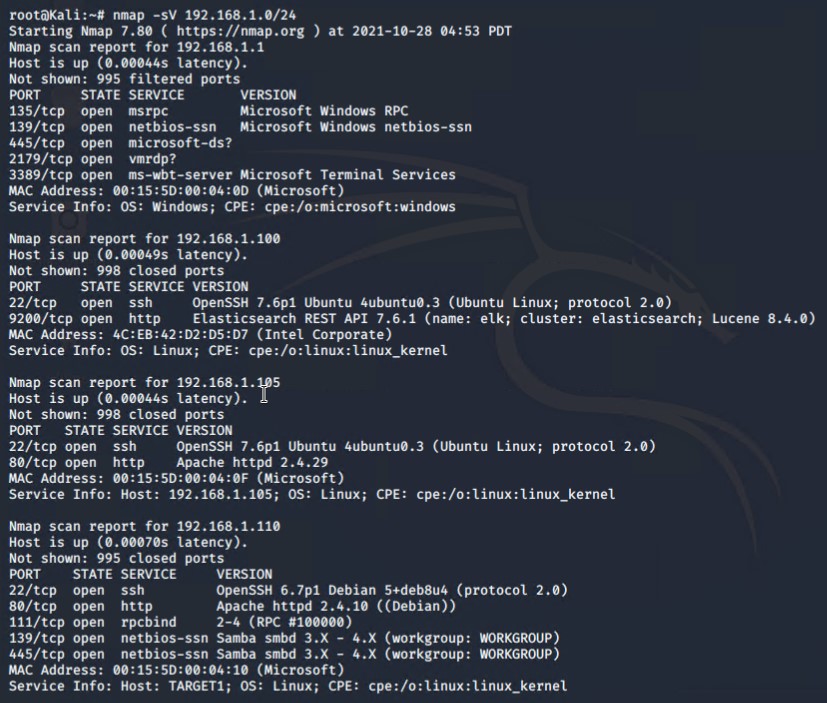 root@Kali:~# nmap -sV 192.168.1.0/24
Starting Nmap 7.80 ( https://nmap.org ) at 2021-10-28 04:53 PDT
Nmap scan report for 192.168.1.1
Host is up (0.00044s latency).
Not shown: 995 filtered ports
PORT     STATE SERVICE       VERSION
135/tcp  open  msrpc         Microsoft Windows RPC
139/tcp  open  netbios-ssn   Microsoft Windows netbios-ssn
445/tcp  open  microsoft-ds?
2179/tcp open  vmrdp?
3389/tcp open  ms-wbt-server Microsoft Terminal Services
MAC Address: 00:15:5D:00:04:0D (Microsoft)
Service Info: OS: Windows; CPE: cpe:/o:microsoft:windows

Nmap scan report for 192.168.1.100
Host is up (0.00049s latency).
Not shown: 998 closed ports
PORT     STATE SERVICE VERSION
22/tcp   open  ssh     OpenSSH 7.6p1 Ubuntu 4ubuntu0.3 (Ubuntu Linux; protocol 2.0)
9200/tcp open  http    Elasticsearch REST API 7.6.1 (name: elk; cluster: elasticsearch; Lucene 8.4.0)
MAC Address: 4C:EB:42:D2:D5:D7 (Intel Corporate)
Service Info: OS: Linux; CPE: cpe:/o:linux:linux_kernel

Nmap scan report for 192.168.1.105
Host is up (0.00044s latency).
Not shown: 998 closed ports
PORT   STATE SERVICE VERSION
22/tcp open  ssh     OpenSSH 7.6p1 Ubuntu 4ubuntu0.3 (Ubuntu Linux; protocol 2.0)
80/tcp open  http    Apache httpd 2.4.29
MAC Address: 00:15:5D:00:04:0F (Microsoft)
Service Info: Host: 192.168.1.105; OS: Linux; CPE: cpe:/o:linux:linux_kernel

Nmap scan report for 192.168.1.110
Host is up (0.00070s latency).
Not shown: 995 closed ports
PORT    STATE SERVICE     VERSION
22/tcp  open  ssh         OpenSSH 6.7p1 Debian 5+deb8u4 (protocol 2.0)
80/tcp  open  http        Apache httpd 2.4.10 ((Debian))
111/tcp open  rpcbind     2-4 (RPC #100000)
139/tcp open  netbios-ssn Samba smbd 3.X - 4.X (workgroup: WORKGROUP)
445/tcp open  netbios-ssn Samba smbd 3.X - 4.X (workgroup: WORKGROUP)
MAC Address: 00:15:5D:00:04:10 (Microsoft)
Service Info: Host: TARGET1; OS: Linux; CPE: cpe:/o:linux:linux_kernel